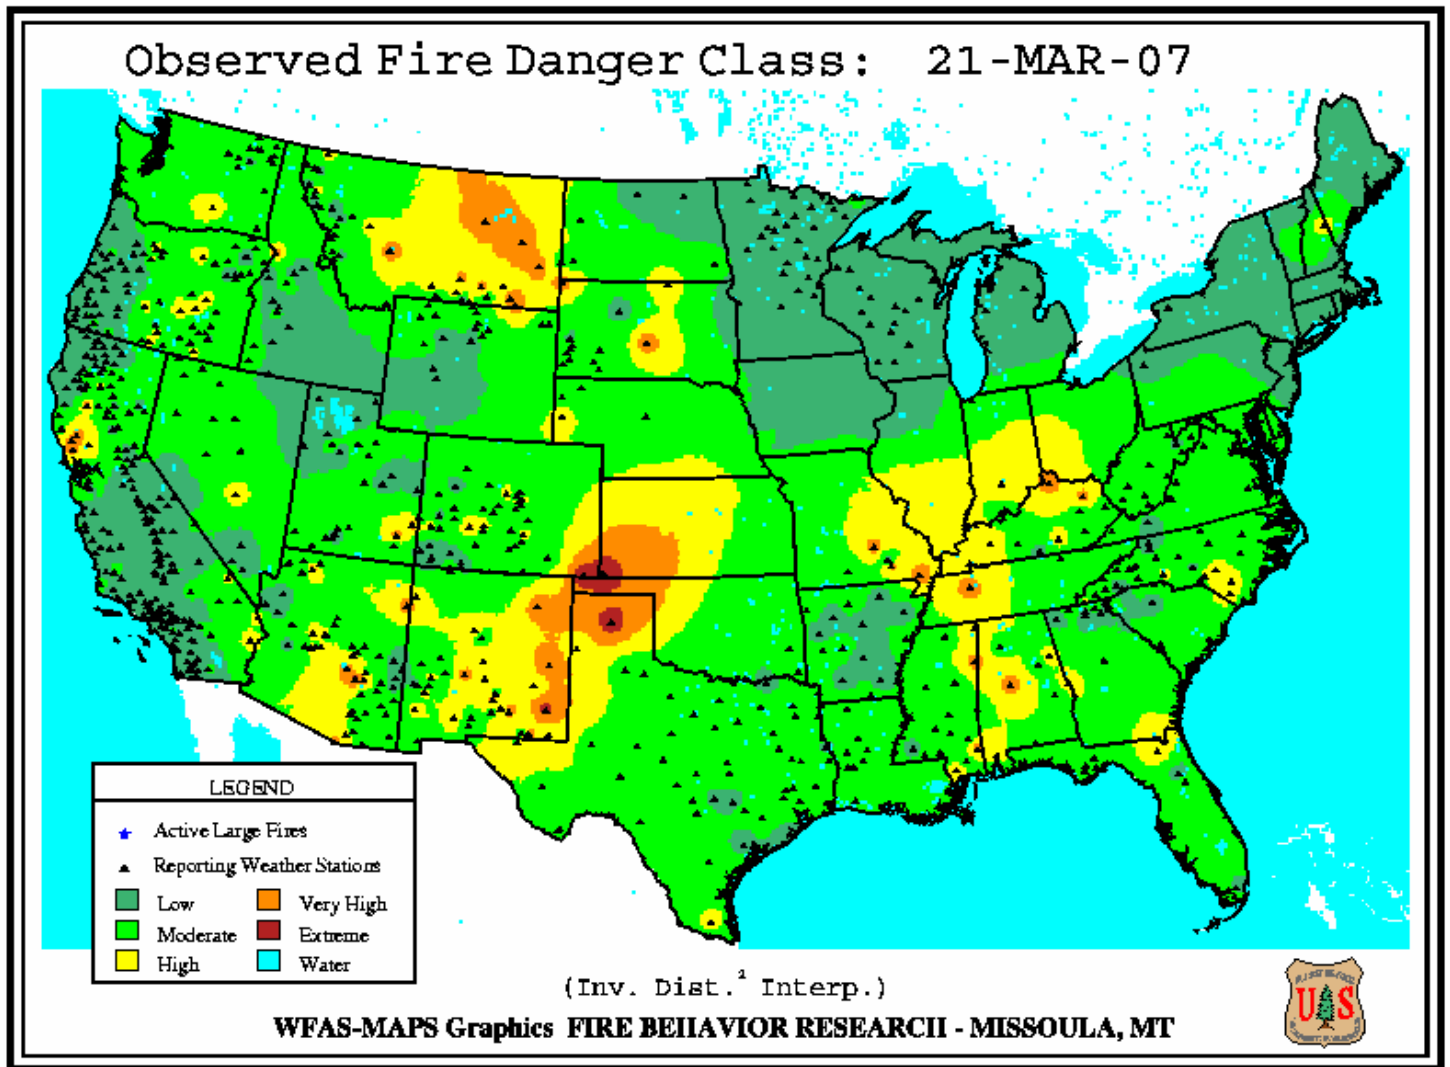 Observed Fire Danger Class: 21-MAR-07
LEGEND
Active Large Fires
Reporting Weather Stations
Low
Very High
Moderate
Extreme
High
Water
(Inv. Dist.² Interp.)
WFAS-MAPS Graphics FIRE BEHAVIOR RESEARCH - MISSOULA, MT
US